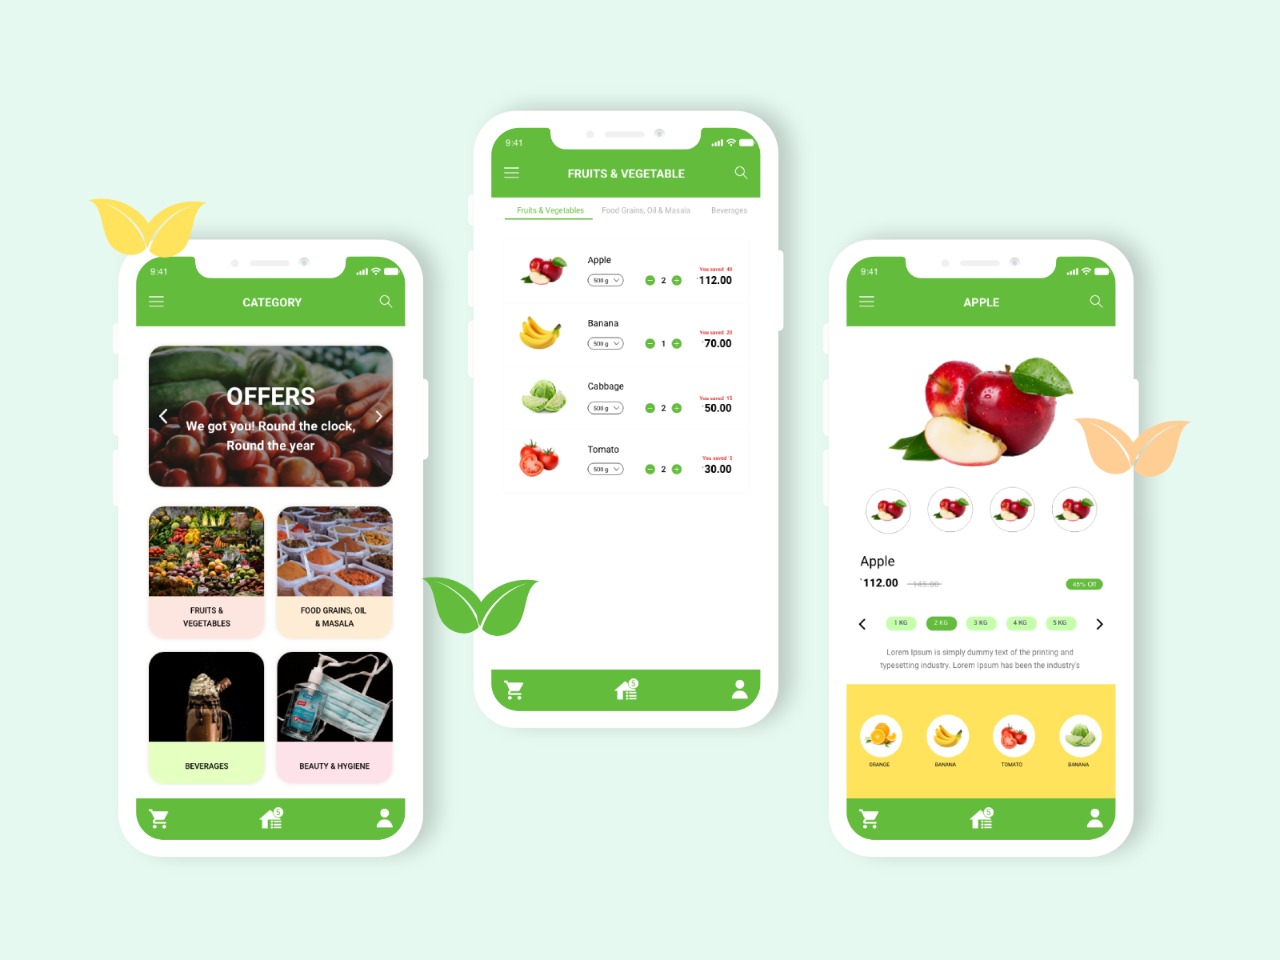 9:41
CATEGORY
OFFERS
We got you! Round the clock,
Round the year
FRUITS &
VEGETABLES
FOOD GRAINS, OIL
& MASALA
BEVERAGES
BEAUTY & HYGIENE
5
9:41
FRUITS & VEGETABLE
Fruits & Vegetables Food Grains, Oil & Masala Beverages
Apple
You saved 40
500 g 2 112.00
Banana
You saved 20
500 g 1 70.00
Cabbage
You saved 15
500 g 2 50.00
Tomato
You saved 5
500 g 2 30.00
5
9:41
APPLE
Apple
112.00 145.00 45% Off
1 KG 2 KG 3 KG 4 KG 5 KG
Lorem Ipsum is simply dummy text of the printing and
typesetting industry. Lorem Ipsum has been the industry's
ORANGE BANANA TOMATO BANANA
5